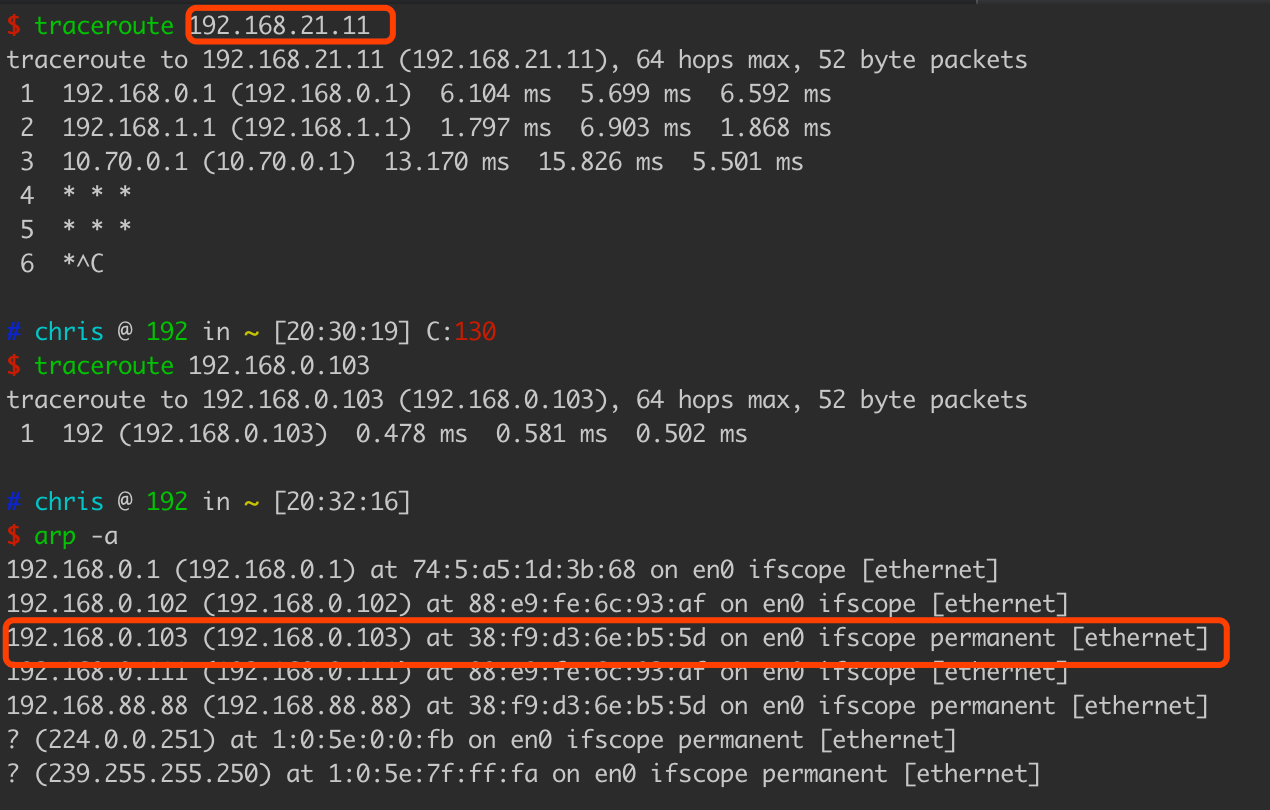 $ traceroute 192.168.21.11
traceroute to 192.168.21.11 (192.168.21.11), 64 hops max, 52 byte packets
 1  192.168.0.1 (192.168.0.1)  6.104 ms  5.699 ms  6.592 ms
 2  192.168.1.1 (192.168.1.1)  1.797 ms  6.903 ms  1.868 ms
 3  10.70.0.1 (10.70.0.1)  13.170 ms  15.826 ms  5.501 ms
 4  * * *
 5  * * *
 6  *^C
# chris @ 192 in ~ [20:30:19] C:130
$ traceroute 192.168.0.103
traceroute to 192.168.0.103 (192.168.0.103), 64 hops max, 52 byte packets
 1  192 (192.168.0.103)  0.478 ms  0.581 ms  0.502 ms
# chris @ 192 in ~ [20:32:16]
$ arp -a
192.168.0.1 (192.168.0.1) at 74:5:a5:1d:3b:68 on en0 ifscope [ethernet]
192.168.0.102 (192.168.0.102) at 88:e9:fe:6c:93:af on en0 ifscope [ethernet]
192.168.0.103 (192.168.0.103) at 38:f9:d3:6e:b5:5d on en0 ifscope permanent [ethernet]
192.168.0.111 (192.168.0.111) at 88:e9:fe:6c:93:af on en0 ifscope [ethernet]
192.168.88.88 (192.168.88.88) at 38:f9:d3:6e:b5:5d on en0 ifscope permanent [ethernet]
? (224.0.0.251) at 1:0:5e:0:0:fb on en0 ifscope permanent [ethernet]
? (239.255.255.250) at 1:0:5e:7f:ff:fa on en0 ifscope permanent [ethernet]